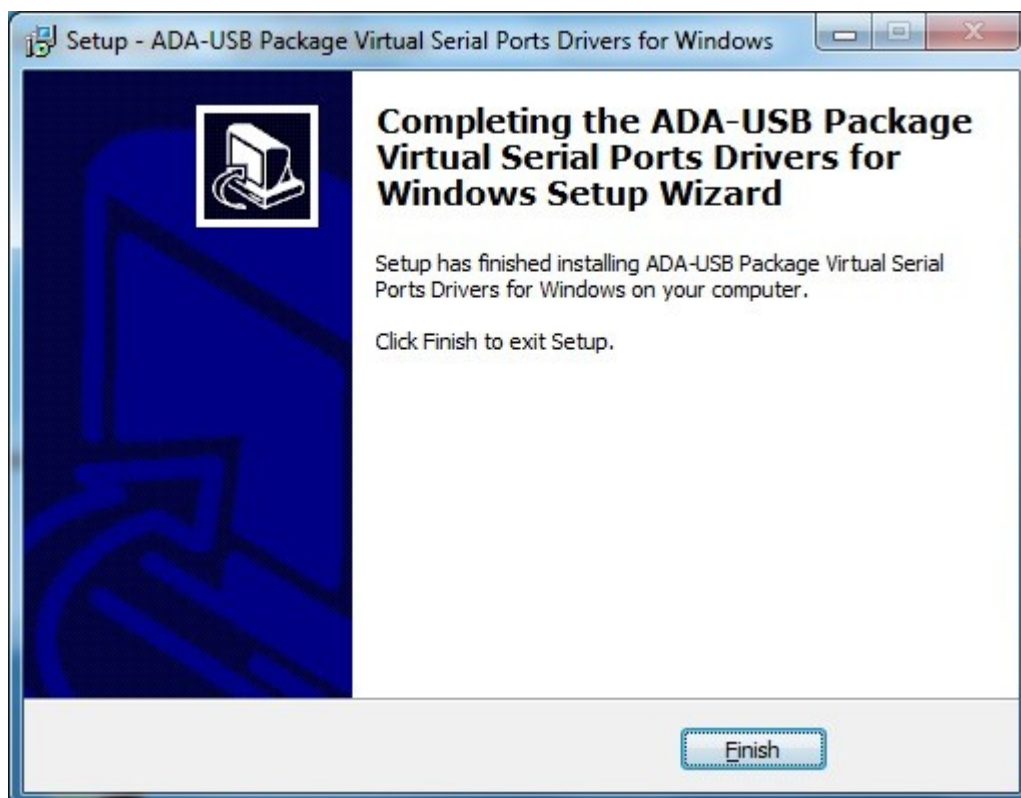 Setup - ADA-USB Package Virtual Serial Ports Drivers for Windows
Completing the ADA-USB Package
Virtual Serial Ports Drivers for
Windows Setup Wizard
Setup has finished installing ADA-USB Package Virtual Serial
Ports Drivers for Windows on your computer.
Click Finish to exit Setup.
Finish